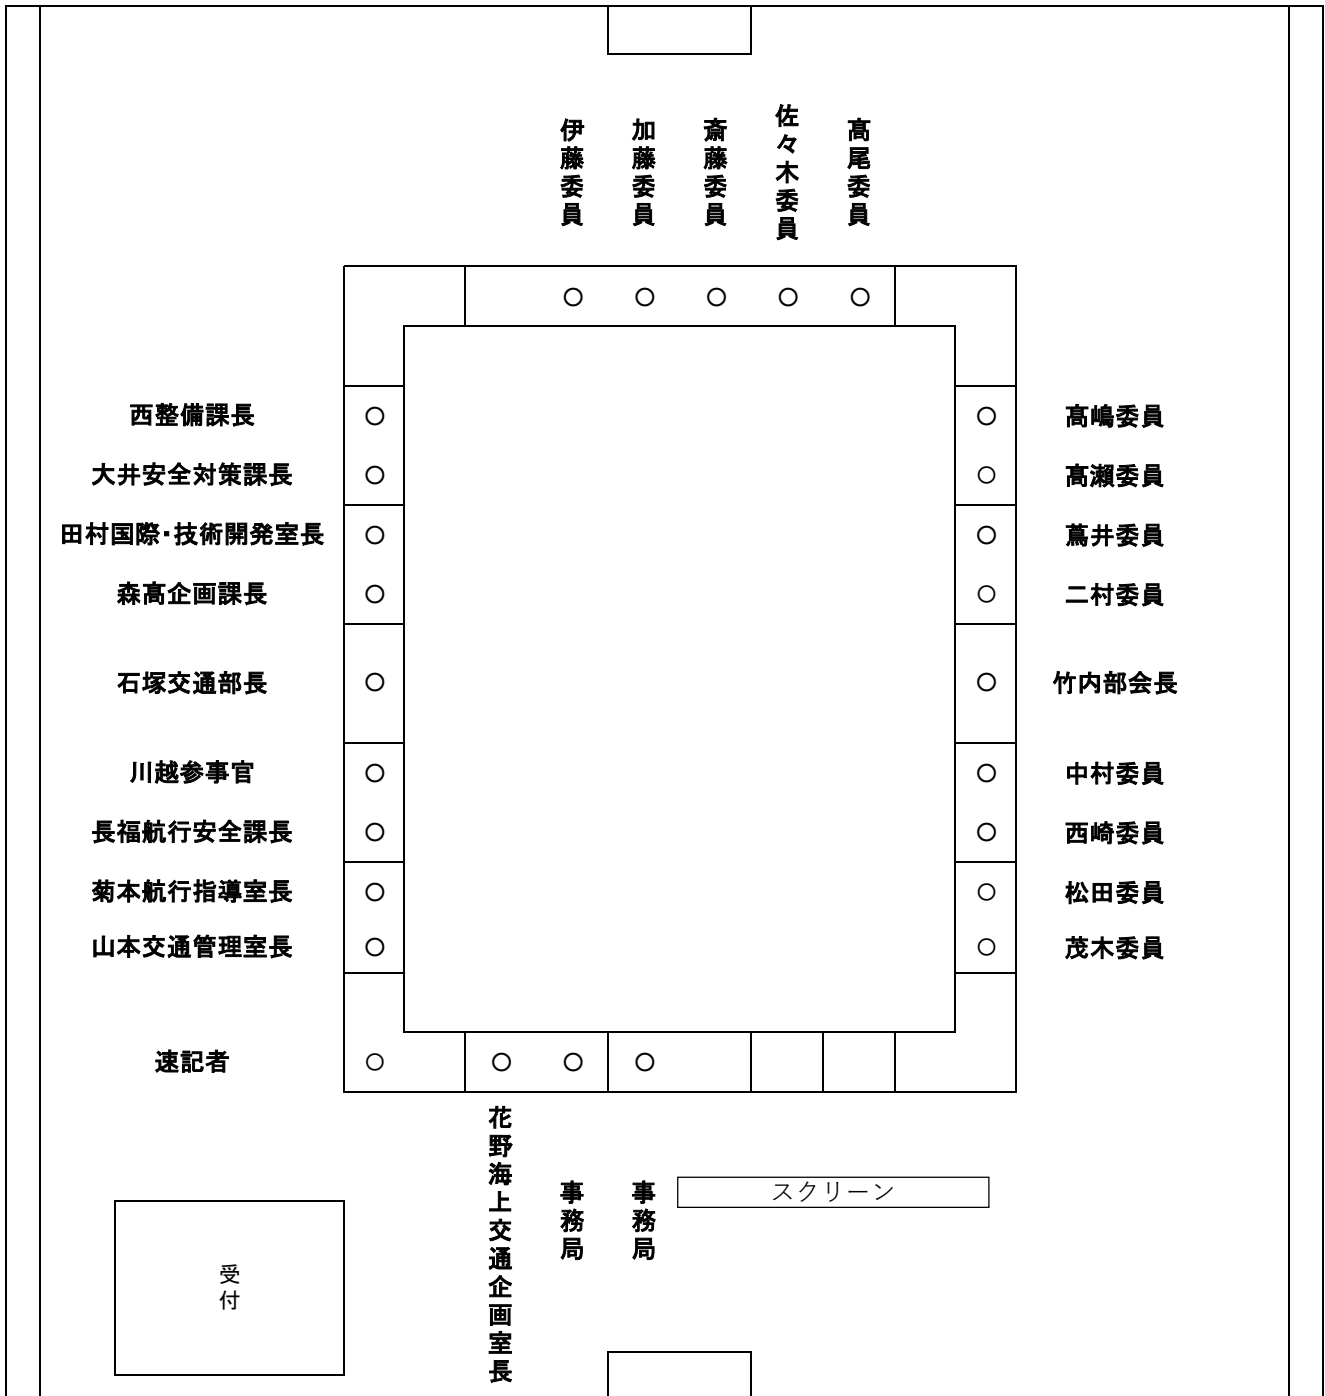 伊藤委員
加藤委員
斎藤委員
佐々木委員
髙尾委員
西整備課長
大井安全対策課長
田村国際・技術開発室長
森髙企画課長
石塚交通部長
川越参事官
長福航行安全課長
菊本航行指導室長
山本交通管理室長
速記者
髙嶋委員
髙瀨委員
蔦井委員
二村委員
竹内部会長
中村委員
西崎委員
松田委員
茂木委員
花野海上交通企画室長
事務局
事務局
スクリーン
受付